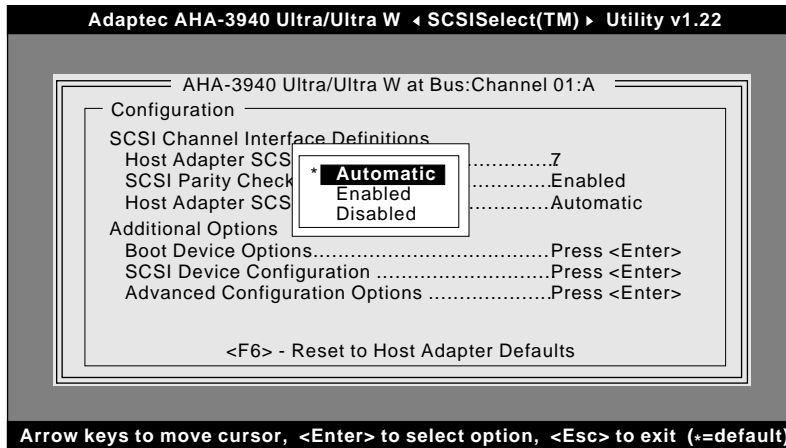 Adaptec AHA-3940 Ultra/Ultra W ◂ SCSISelect(TM) ▸ Utility v1.22
AHA-3940 Ultra/Ultra W at Bus:Channel 01:A
Configuration
SCSI Channel Interface Definitions
Host Adapter SCS..............7
SCSI Parity Check..............Enabled
Host Adapter SCS..............Automatic
* Automatic
Enabled
Disabled
Additional Options
Boot Device Options......................................Press <Enter>
SCSI Device Configuration ............................Press <Enter>
Advanced Configuration Options ....................Press <Enter>
<F6> - Reset to Host Adapter Defaults
Arrow keys to move cursor, <Enter> to select option, <Esc> to exit (*=default)